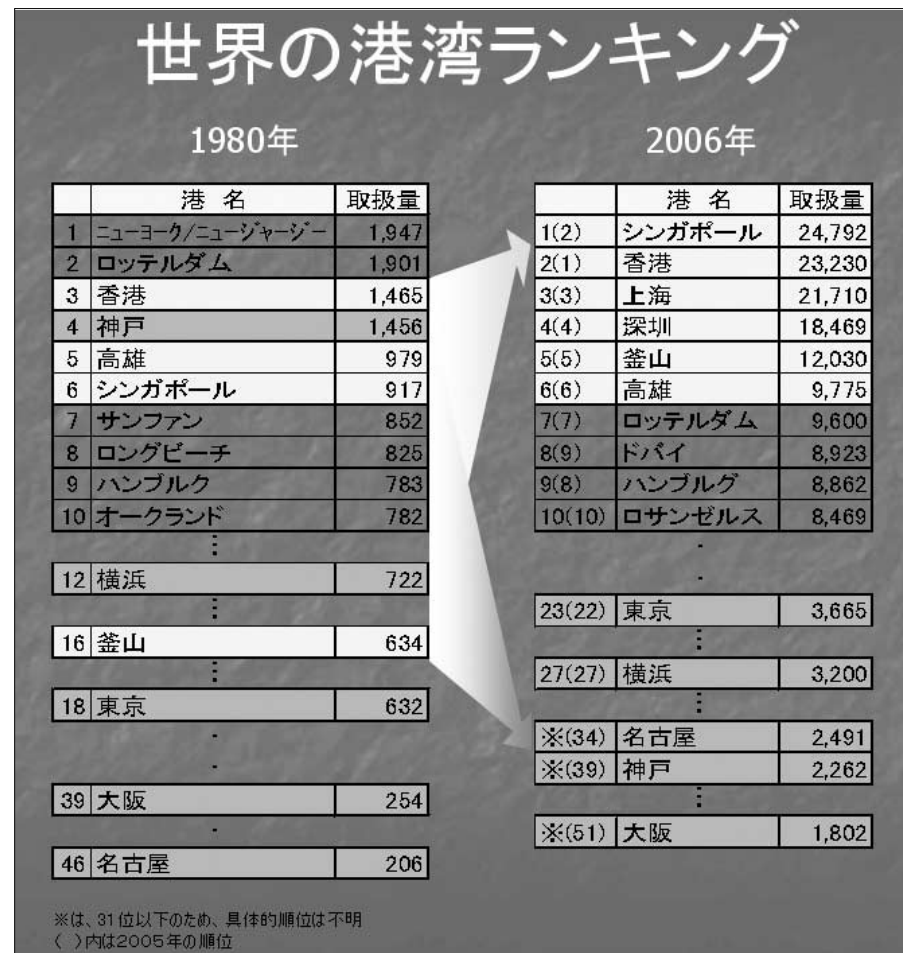 世界の港湾ランキング
1980年
港 名 取扱量
1 ニューヨーク/ニュージャージー 1,947
2 ロッテルダム 1,901
3 香港 1,465
4 神戸 1,456
5 高雄 979
6 シンガポール 917
7 サンファン 852
8 ロングビーチ 825
9 ハンブルク 783
10 オークランド 782
⋮
12 横浜 722
⋮
16 釜山 634
⋮
18 東京 632
39 大阪 254
46 名古屋 206
2006年
港 名 取扱量
1(2) シンガポール 24,792
2(1) 香港 23,230
3(3) 上海 21,710
4(4) 深圳 18,469
5(5) 釜山 12,030
6(6) 高雄 9,775
7(7) ロッテルダム 9,600
8(9) ドバイ 8,923
9(8) ハンブルグ 8,862
10(10) ロサンゼルス 8,469
23(22) 東京 3,665
⋮
27(27) 横浜 3,200
⋮
※(34) 名古屋 2,491
※(39) 神戸 2,262
⋮
※(51) 大阪 1,802
※は、31位以下のため、具体的順位は不明
( )内は2005年の順位